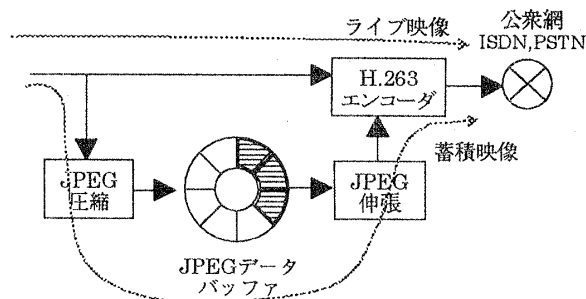 ライブ映像
公衆網
ISDN,PSTN
H.263
エンコーダ
蓄積映像
JPEG
圧縮
JPEG
伸張
JPEGデータ
バッファ